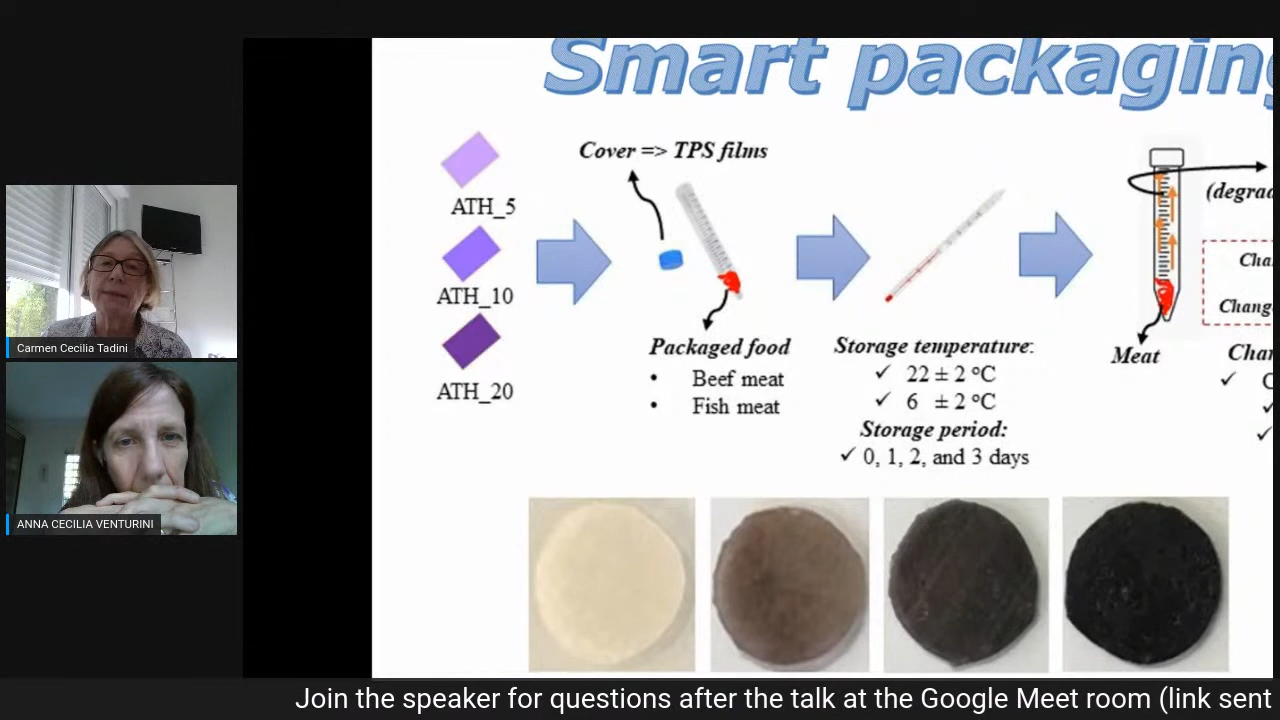 Smart packaging
Cover => TPS films
ATH_5
(degrad
ATH_10
Cha
Change
ATH_20
Packaged food
• Beef meat
• Fish meat
Storage temperature:
✓ 22 ± 2 °C
✓ 6 ± 2 °C
Storage period:
✓ 0, 1, 2, and 3 days
Meat
Chan
✓ C
✓
✓
Carmen Cecilia Tadini
ANNA CECILIA VENTURINI
Join the speaker for questions after the talk at the Google Meet room (link sent